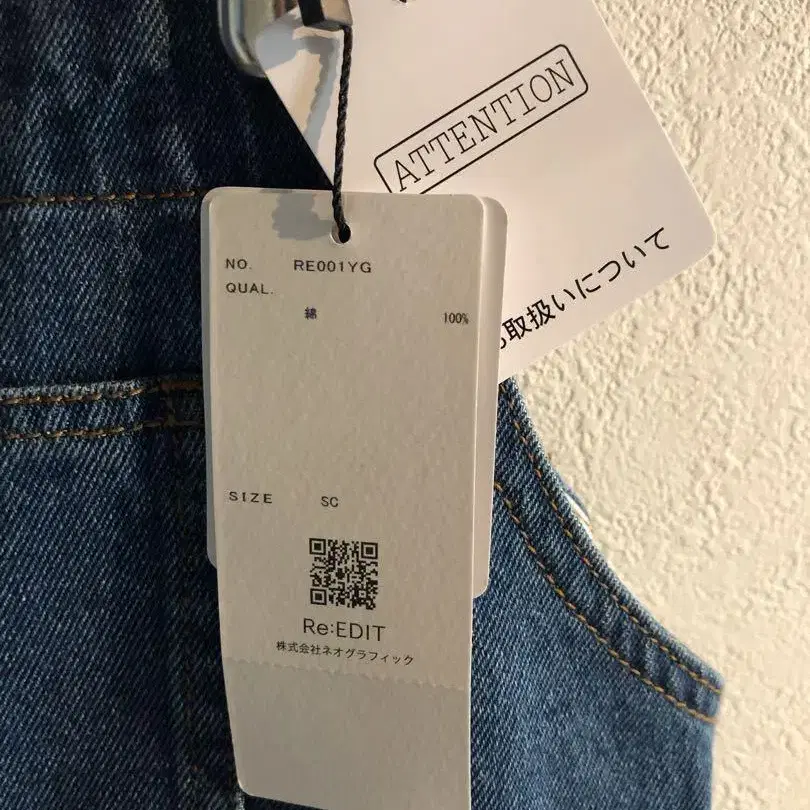 ATTENTION
取扱いについて
NO. RE001YG
QUAL.
綿 100%
SIZE SC
Re:EDIT
株式会社ネオグラフィック